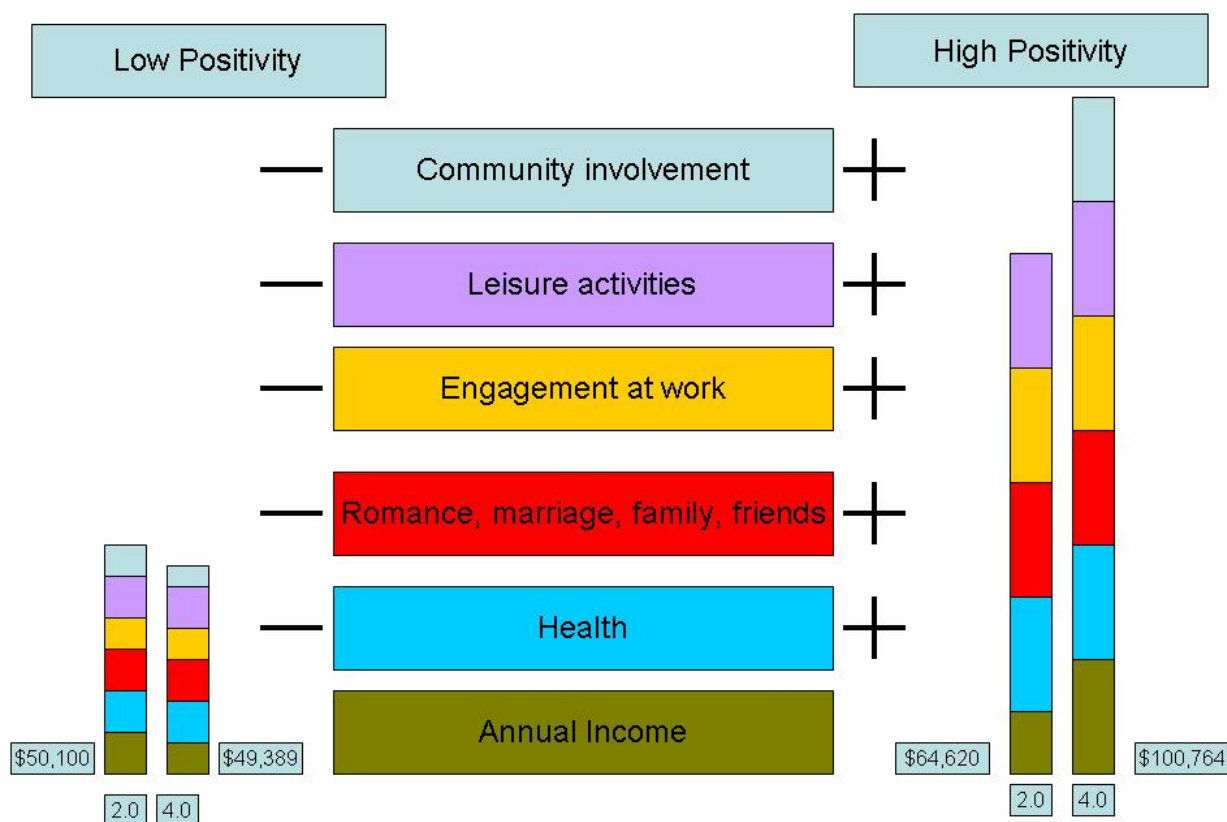 Low Positivity
High Positivity
Community involvement
Leisure activities
Engagement at work
Romance, marriage, family, friends
Health
Annual Income
$50,100
$49,389
$64,620
$100,764
2.0
4.0
2.0
4.0